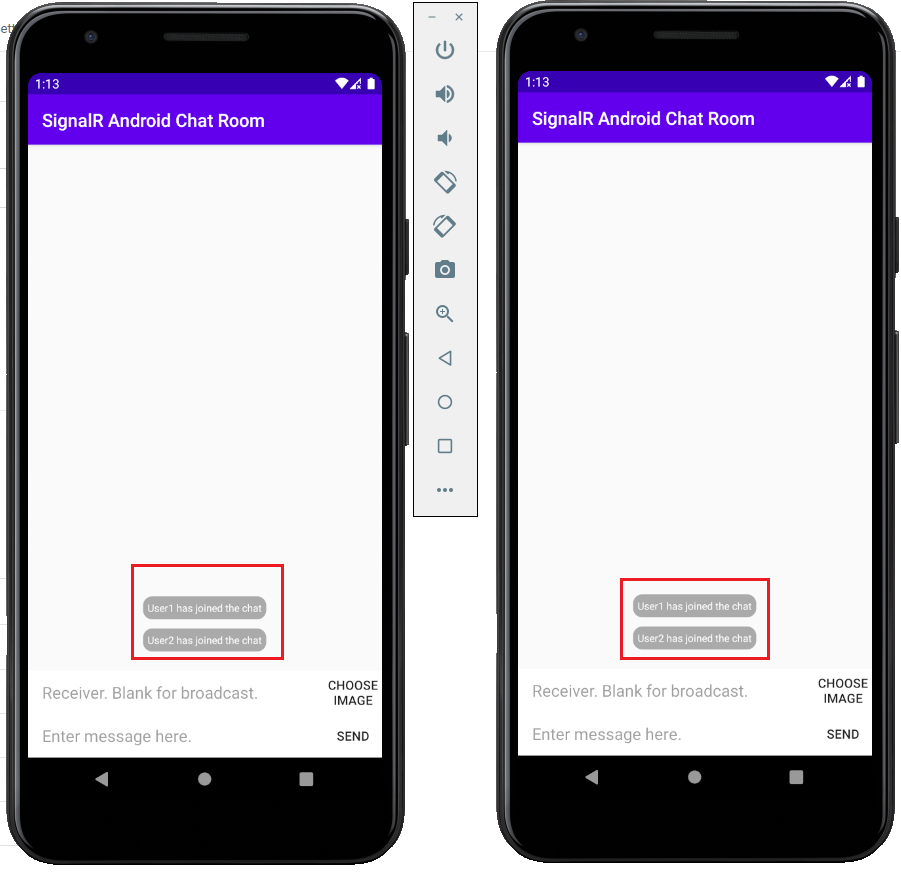 ett
1:13
SignalR Android Chat Room
User1 has joined the chat
User2 has joined the chat
Receiver. Blank for broadcast.
CHOOSE
IMAGE
Enter message here.
SEND
1:13
SignalR Android Chat Room
User1 has joined the chat
User2 has joined the chat
Receiver. Blank for broadcast.
CHOOSE
IMAGE
Enter message here.
SEND